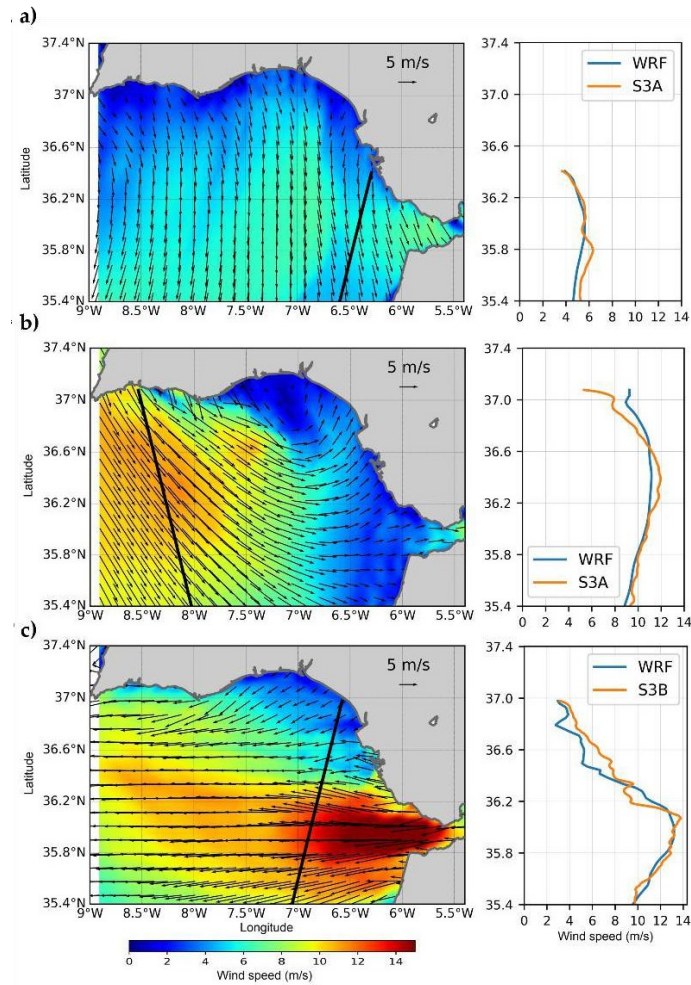 a)
37.4°N
37°N
36.6°N
36.2°N
35.8°N
35.4°N
Latitude
5 m/s
9°W 8.5°W 8°W 7.5°W 7°W 6.5°W 6°W 5.5°W
37.4
37.0
36.6
36.2
35.8
35.4
WRF
S3A
0 2 4 6 8 10 12 14
b)
37.4°N
37°N
36.6°N
36.2°N
35.8°N
35.4°N
Latitude
5 m/s
9°W 8.5°W 8°W 7.5°W 7°W 6.5°W 6°W 5.5°W
37.4
37.0
36.6
36.2
35.8
35.4
WRF
S3A
0 2 4 6 8 10 12 14
c)
37.4°N
37°N
36.6°N
36.2°N
35.8°N
35.4°N
Latitude
5 m/s
9°W 8.5°W 8°W 7.5°W 7°W 6.5°W 6°W 5.5°W
Longitude
37.4
37.0
36.6
36.2
35.8
35.4
WRF
S3B
0 2 4 6 8 10 12 14
Wind speed (m/s)
0 2 4 6 8 10 12 14
Wind speed (m/s)